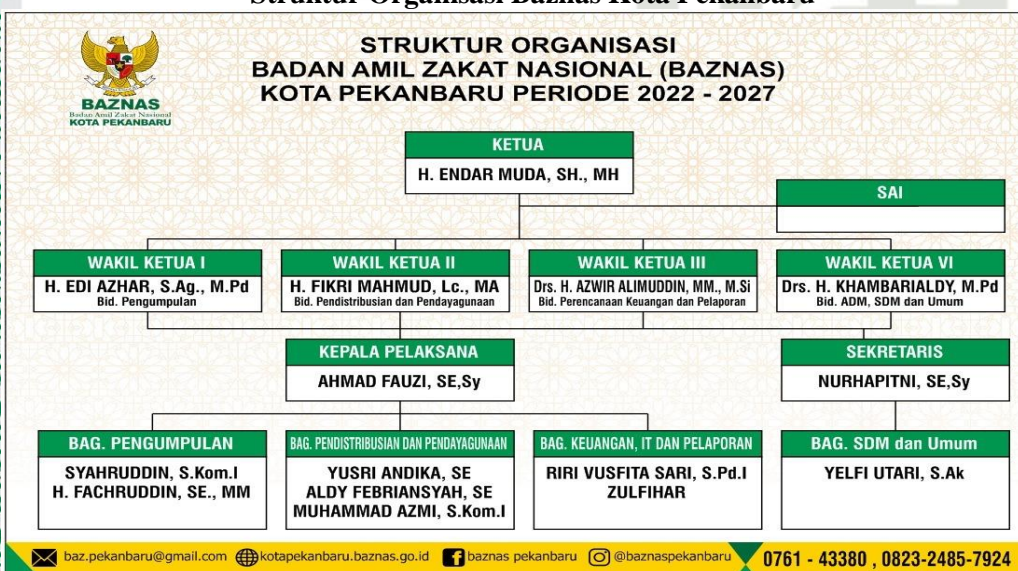 Struktur Organisasi Baznas Kota Pekanbaru
STRUKTUR ORGANISASI
BADAN AMIL ZAKAT NASIONAL (BAZNAS)
KOTA PEKANBARU PERIODE 2022 - 2027
BAZNAS
Badan Amil Zakat Nasional
KOTA PEKANBARU
KETUA
H. ENDAR MUDA, SH., MH
SAI
WAKIL KETUA I
H. EDI AZHAR, S.Ag., M.Pd
Bid. Pengumpulan
WAKIL KETUA II
H. FIKRI MAHMUD, Lc., MA
Bid. Pendistribusian dan Pendayagunaan
WAKIL KETUA III
Drs. H. AZWIR ALIMUDDIN, MM., M.Si
Bid. Perencanaan Keuangan dan Pelaporan
WAKIL KETUA VI
Drs. H. KHAMBARIALDY, M.Pd
Bid. ADM, SDM dan Umum
KEPALA PELAKSANA
AHMAD FAUZI, SE,Sy
SEKRETARIS
NURHAPITNI, SE,Sy
BAG. PENGUMPULAN
SYAHRUDDIN, S.Kom.I
H. FACHRUDDIN, SE., MM
BAG. PENDISTRIBUSIAN DAN PENDAYAGUNAAN
YUSRI ANDIKA, SE
ALDY FEBRIANSYAH, SE
MUHAMMAD AZMI, S.Kom.I
BAG. KEUANGAN, IT DAN PELAPORAN
RIRI VUSFITA SARI, S.Pd.I
ZULFIHAR
BAG. SDM dan Umum
YELFI UTARI, S.Ak
baz.pekanbaru@gmail.com kotapekanbaru.baznas.go.id baznas pekanbaru @baznaspekanbaru 0761 - 43380 , 0823-2485-7924